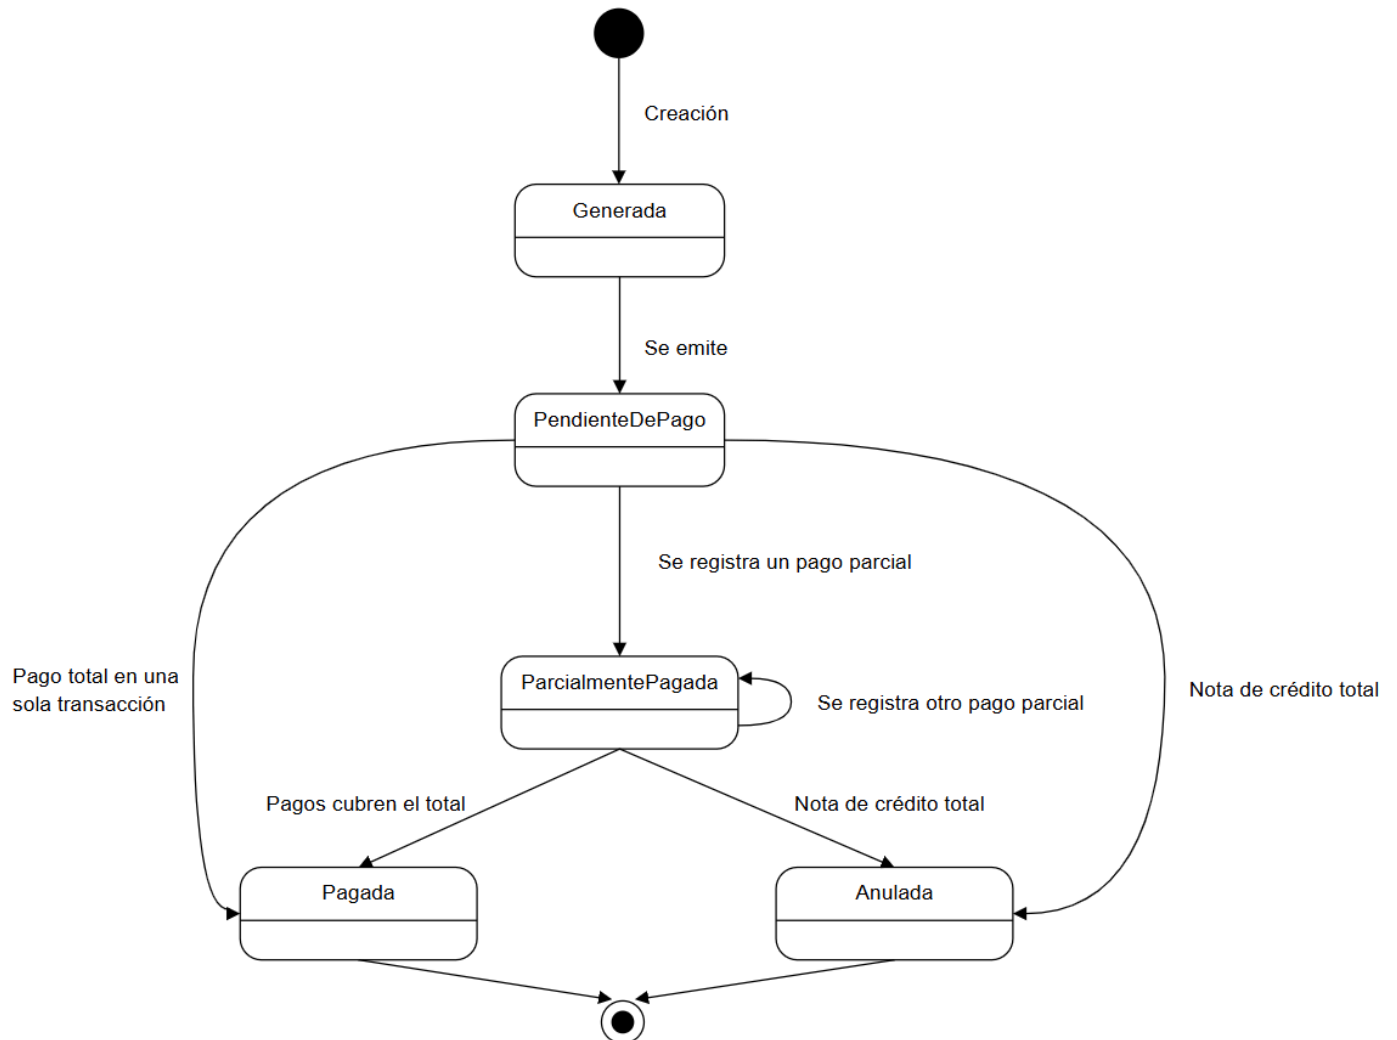 Creación
Generada
Se emite
PendienteDePago
Se registra un pago parcial
Pago total en una
sola transacción
ParcialmentePagada
Se registra otro pago parcial
Nota de crédito total
Pagos cubren el total
Nota de crédito total
Pagada
Anulada